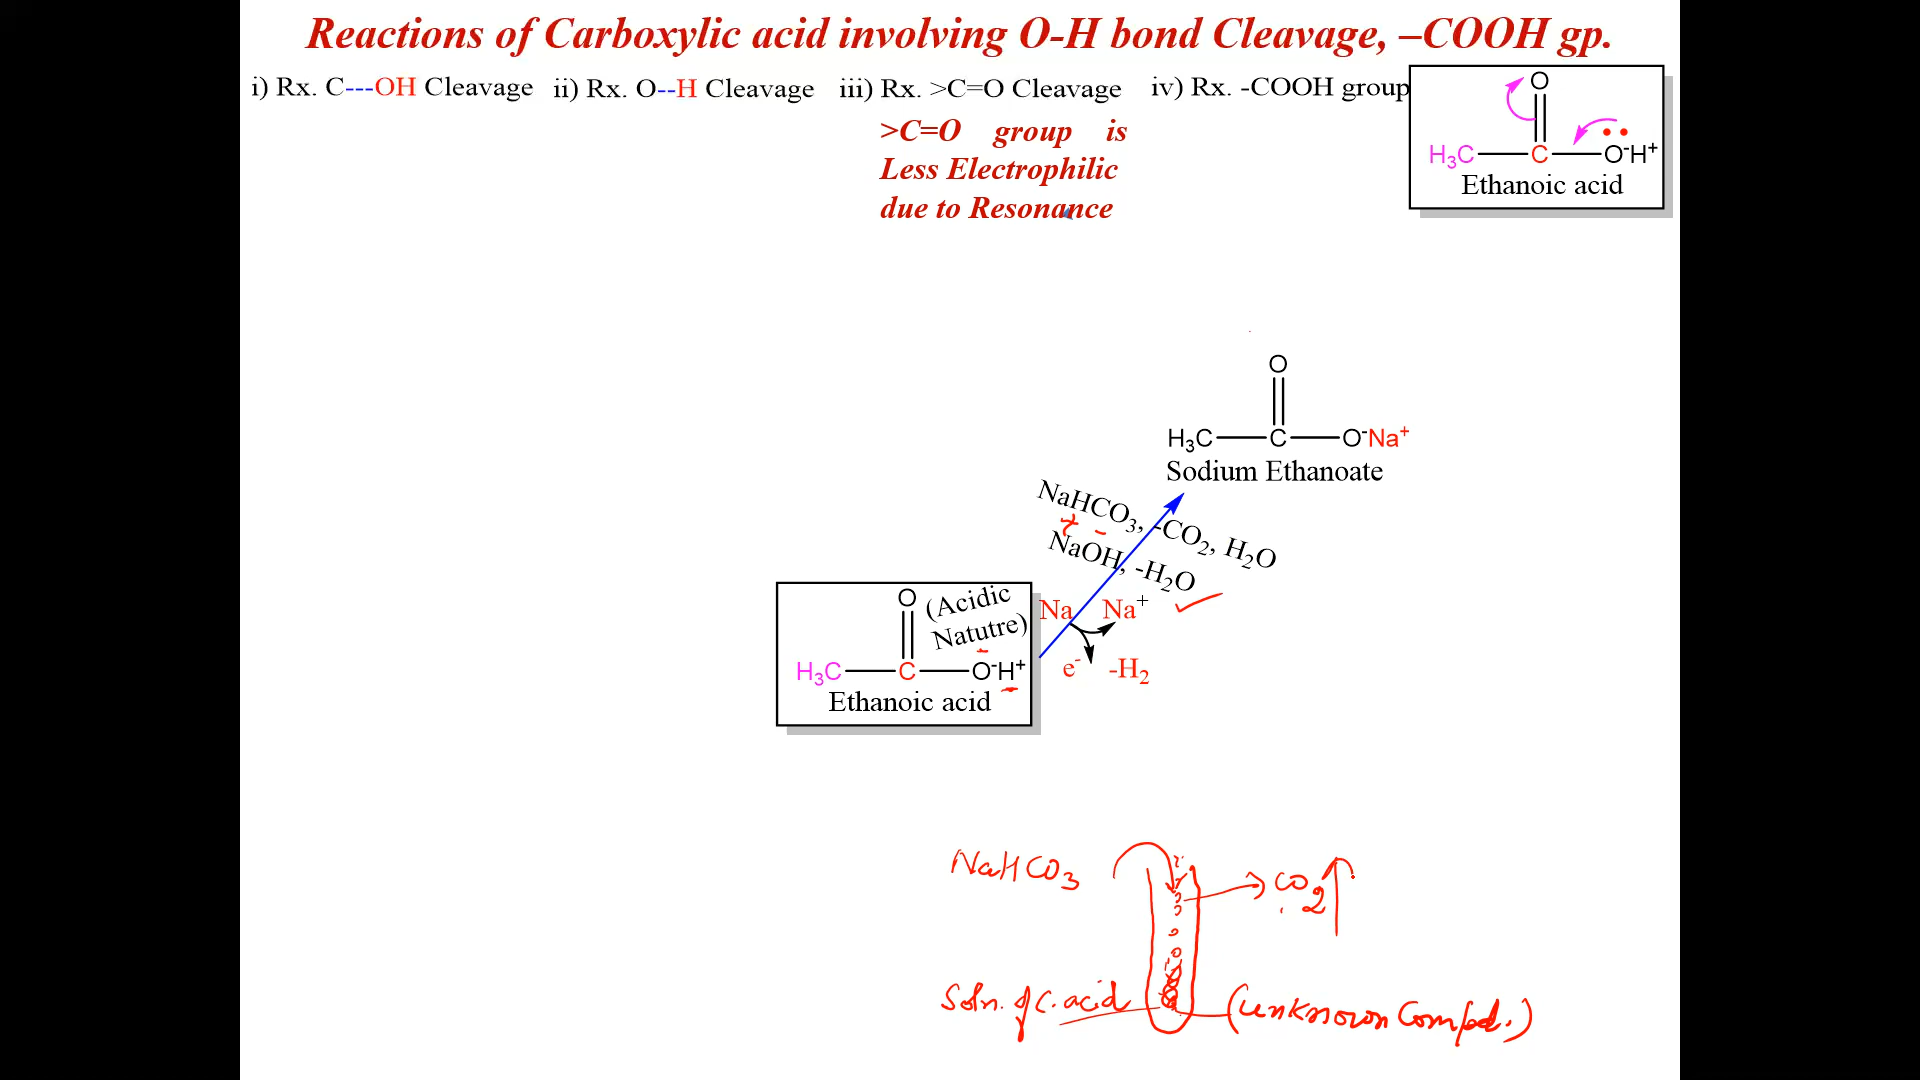 Reactions of Carboxylic acid involving O-H bond Cleavage, –COOH gp.
i) Rx. C---OH Cleavage ii) Rx. O--H Cleavage iii) Rx. >C=O Cleavage iv) Rx. -COOH group
>C=O group is
Less Electrophilic
due to Resonance
O
H₃C C O⁻H⁺
Ethanoic acid
O
H₃C C O⁻Na⁺
Sodium Ethanoate
NaHCO₃, -CO₂, H₂O
+ -
NaOH, -H₂O
Na Na⁺
e⁻ -H₂
O (Acidic
Natutre)
H₃C C O⁻H⁺
Ethanoic acid
NaHCO₃ CO₂
Soln. of C. acid (unknown Compd.)